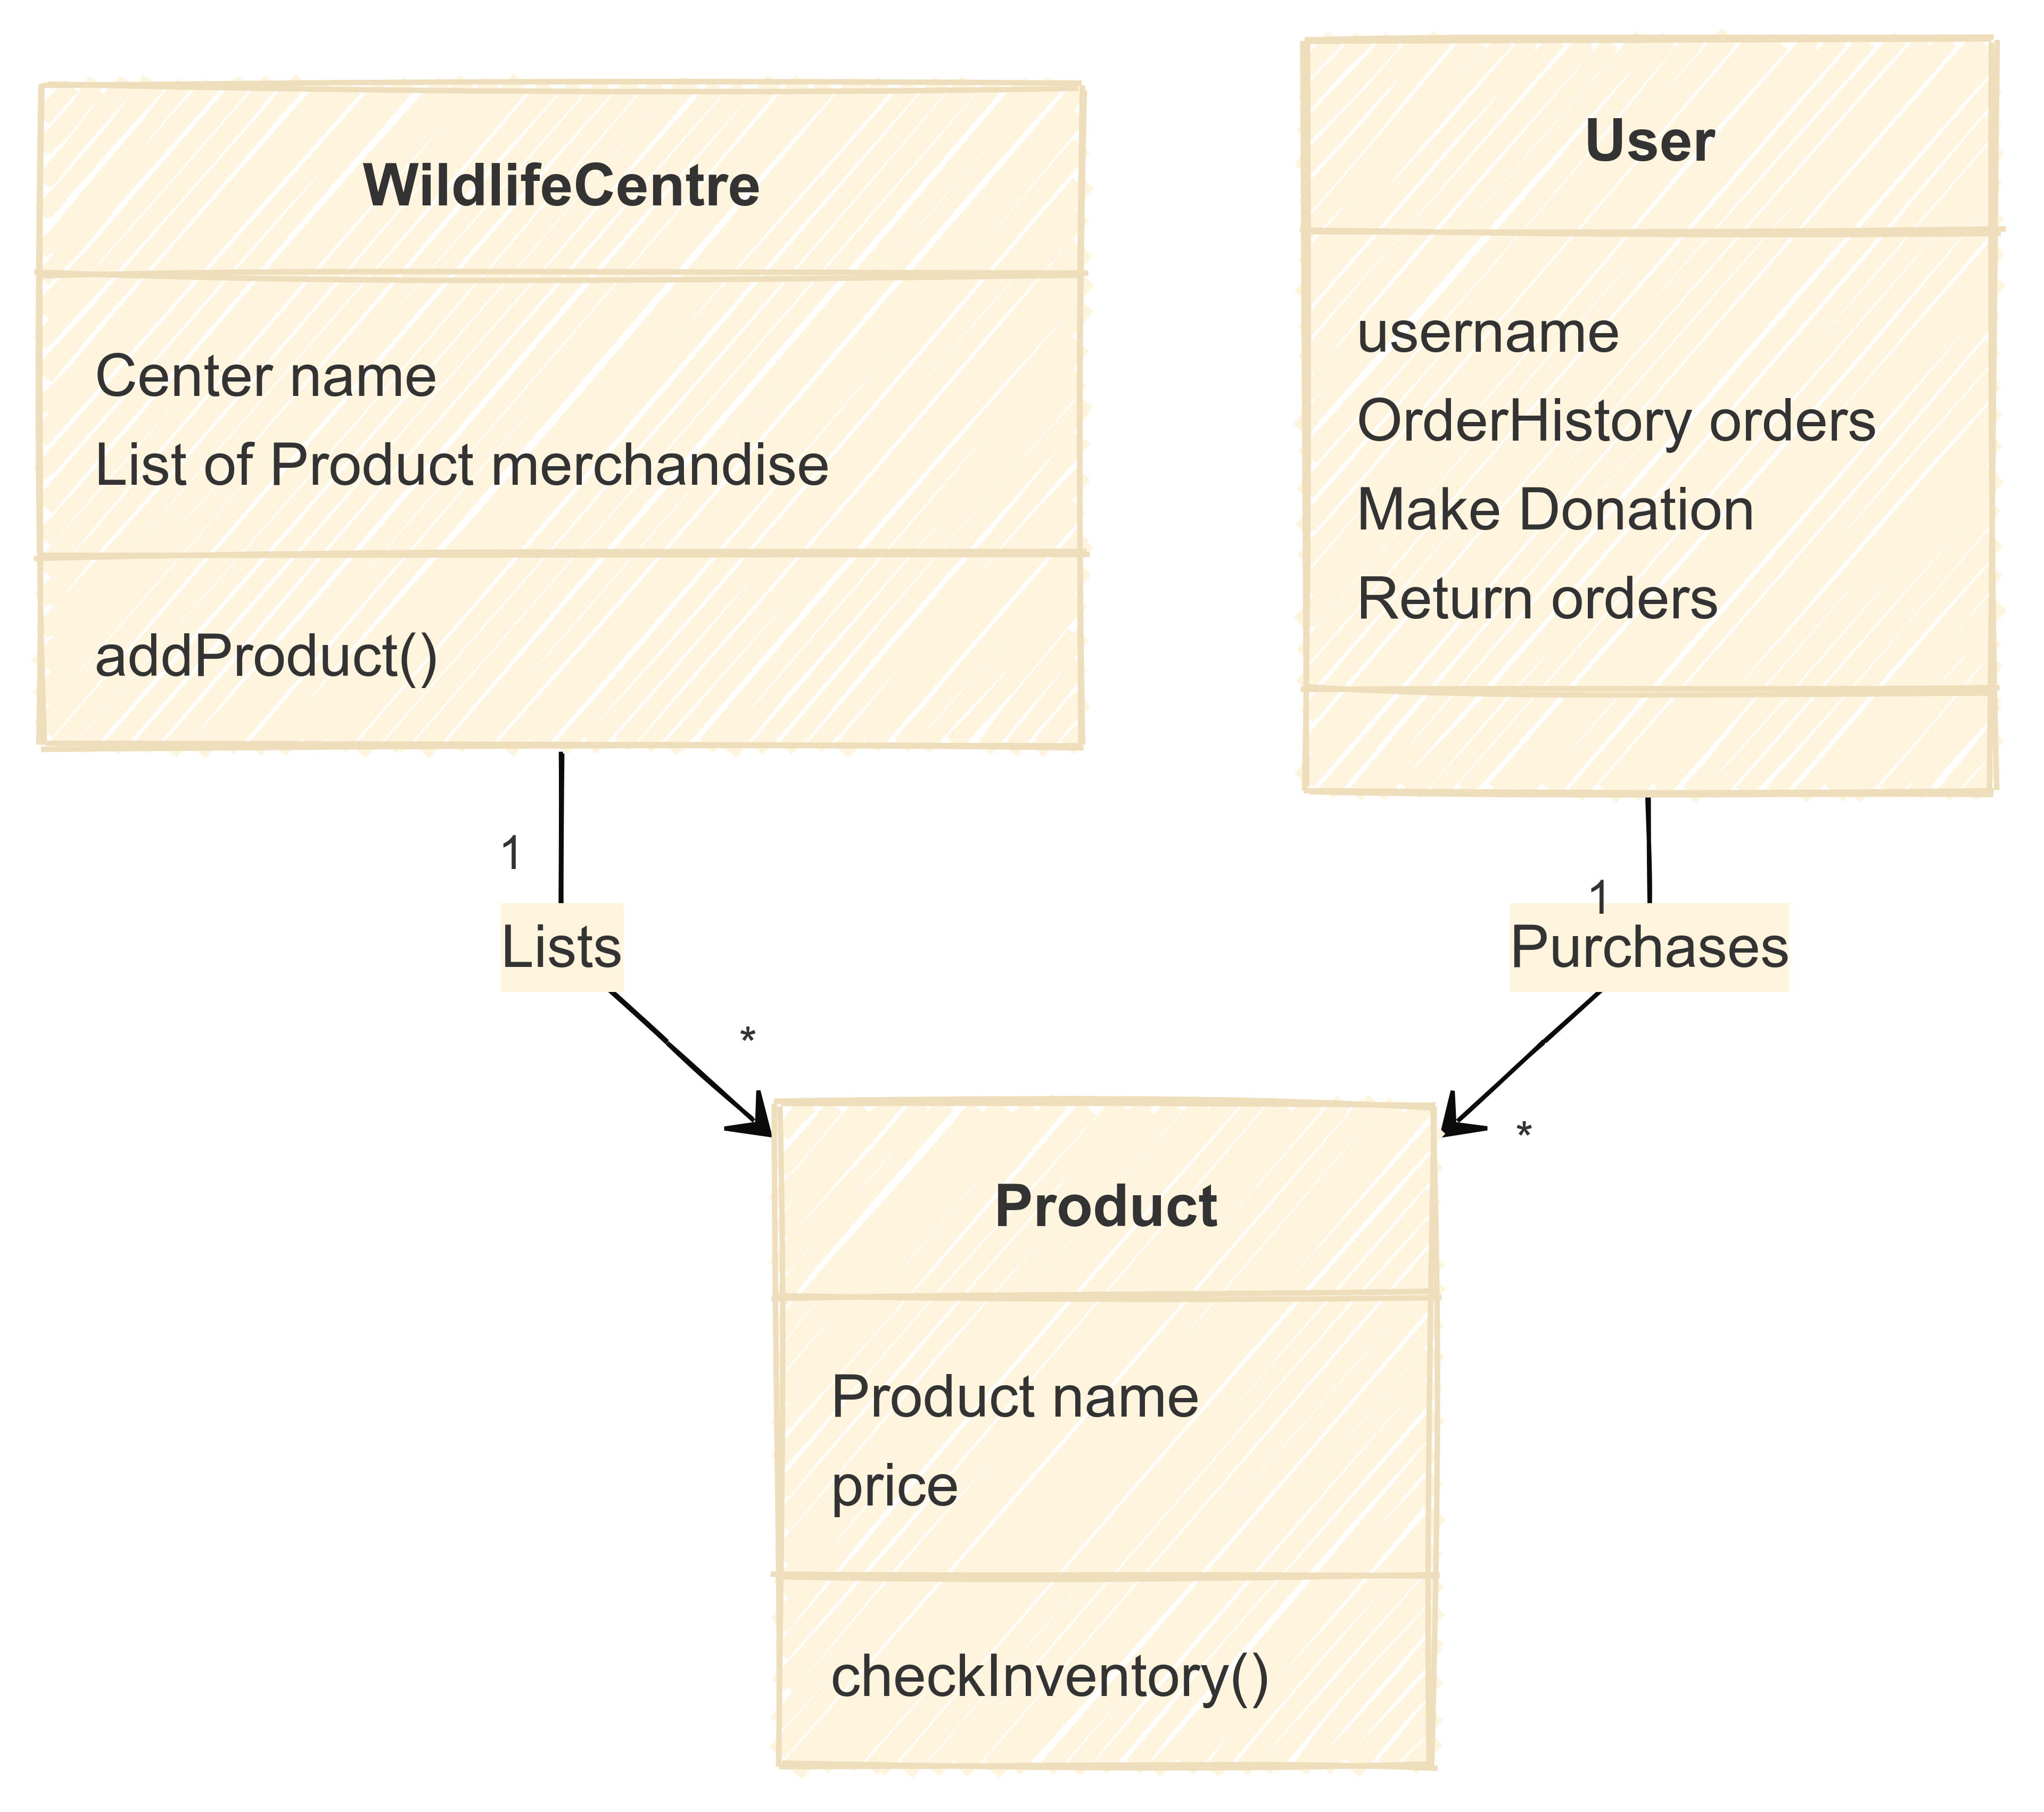 WildlifeCentre
Center name
List of Product merchandise
addProduct()
User
username
OrderHistory orders
Make Donation
Return orders
1
Lists
*
1
Purchases
*
Product
Product name
price
checkInventory()